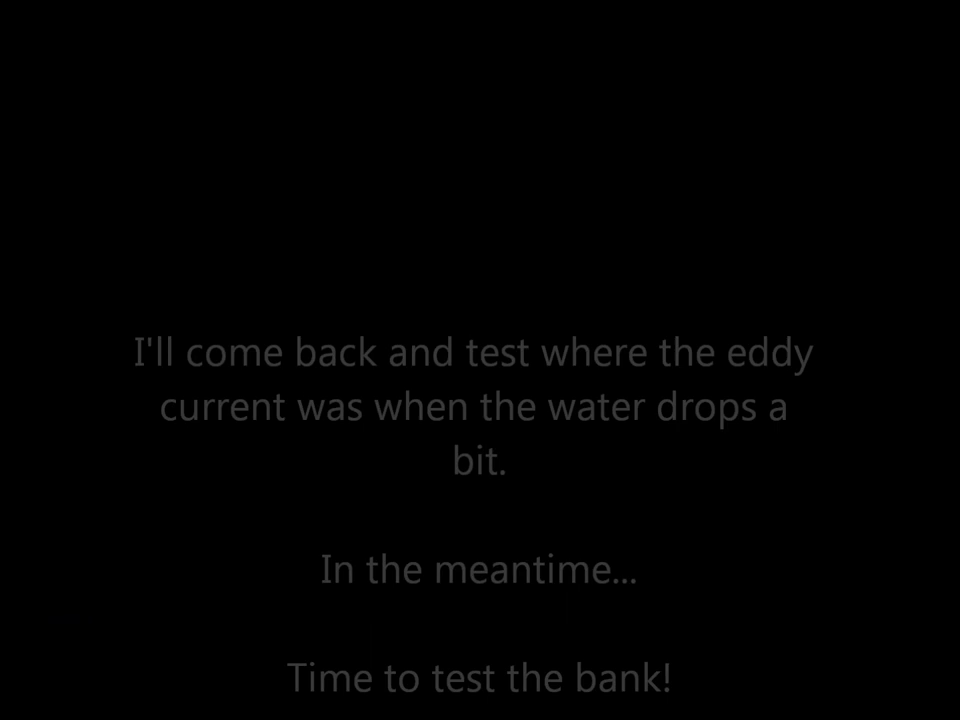 I'll come back and test where the eddy
current was when the water drops a
bit.
In the meantime...
Time to test the bank!